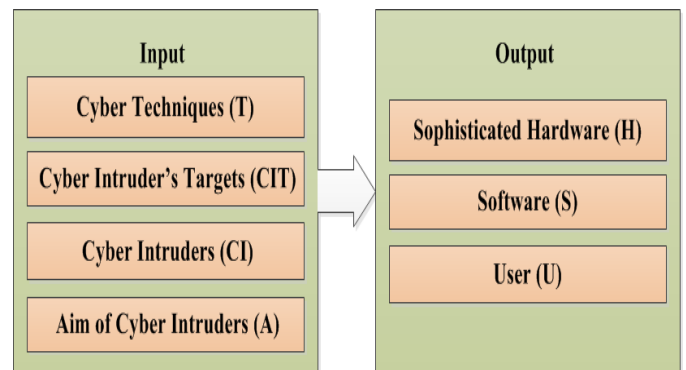 Input
Cyber Techniques (T)
Cyber Intruder’s Targets (CIT)
Cyber Intruders (CI)
Aim of Cyber Intruders (A)
Output
Sophisticated Hardware (H)
Software (S)
User (U)